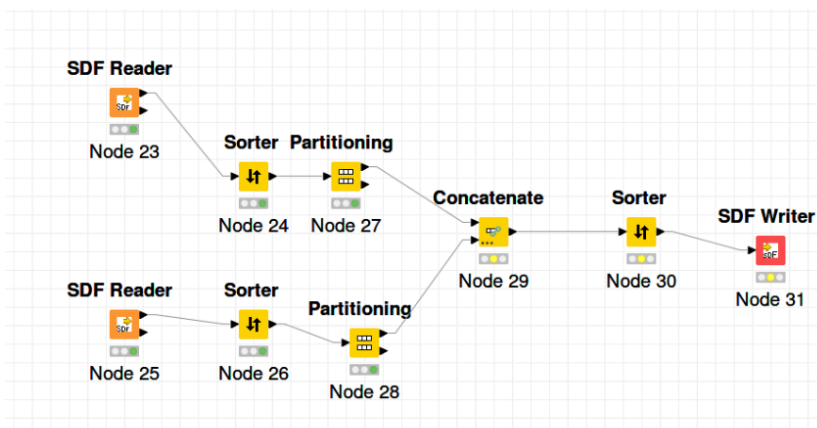 SDF Reader
SDF
Node 23
Sorter
Node 24
Partitioning
Node 27
Concatenate
Node 29
Sorter
Node 30
SDF Writer
SDF
Node 31
SDF Reader
SDF
Node 25
Sorter
Node 26
Partitioning
Node 28